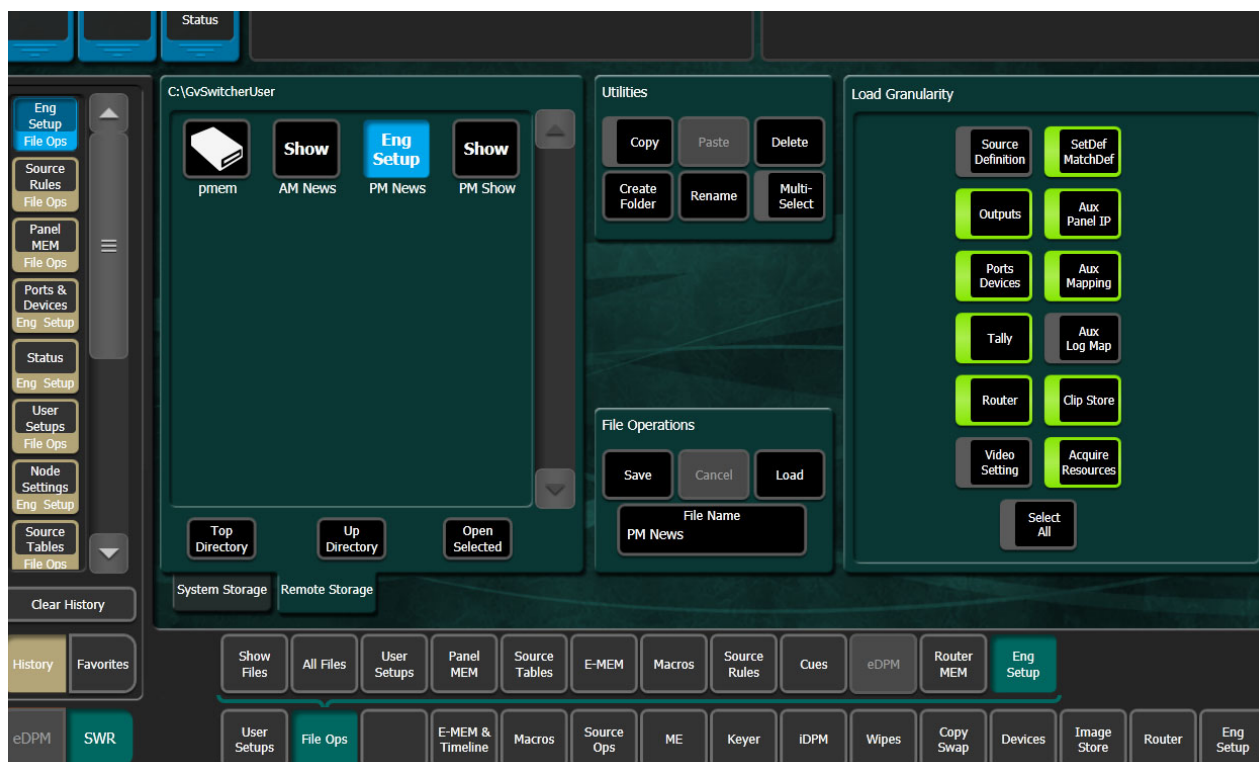 Status
Eng
Setup
File Ops
Source
Rules
File Ops
Panel
MEM
File Ops
Ports &
Devices
Eng Setup
Status
Eng Setup
User
Setups
File Ops
Node
Settings
Eng Setup
Source
Tables
File Ops
Clear History
History
Favorites
eDPM
SWR
C:\GvSwitcherUser
pmem
Show
AM News
Eng
Setup
PM News
Show
PM Show
Top
Directory
Up
Directory
Open
Selected
System Storage
Remote Storage
Utilities
Copy
Paste
Delete
Create
Folder
Rename
Multi-
Select
File Operations
Save
Cancel
Load
File Name
PM News
Load Granularity
Source
Definition
SetDef
MatchDef
Outputs
Aux
Panel IP
Ports
Devices
Aux
Mapping
Tally
Aux
Log Map
Router
Clip Store
Video
Setting
Acquire
Resources
Select
All
Show
Files
All Files
User
Setups
Panel
MEM
Source
Tables
E-MEM
Macros
Source
Rules
Cues
eDPM
Router
MEM
Eng
Setup
User
Setups
File Ops
E-MEM &
Timeline
Macros
Source
Ops
ME
Keyer
iDPM
Wipes
Copy
Swap
Devices
Image
Store
Router
Eng
Setup